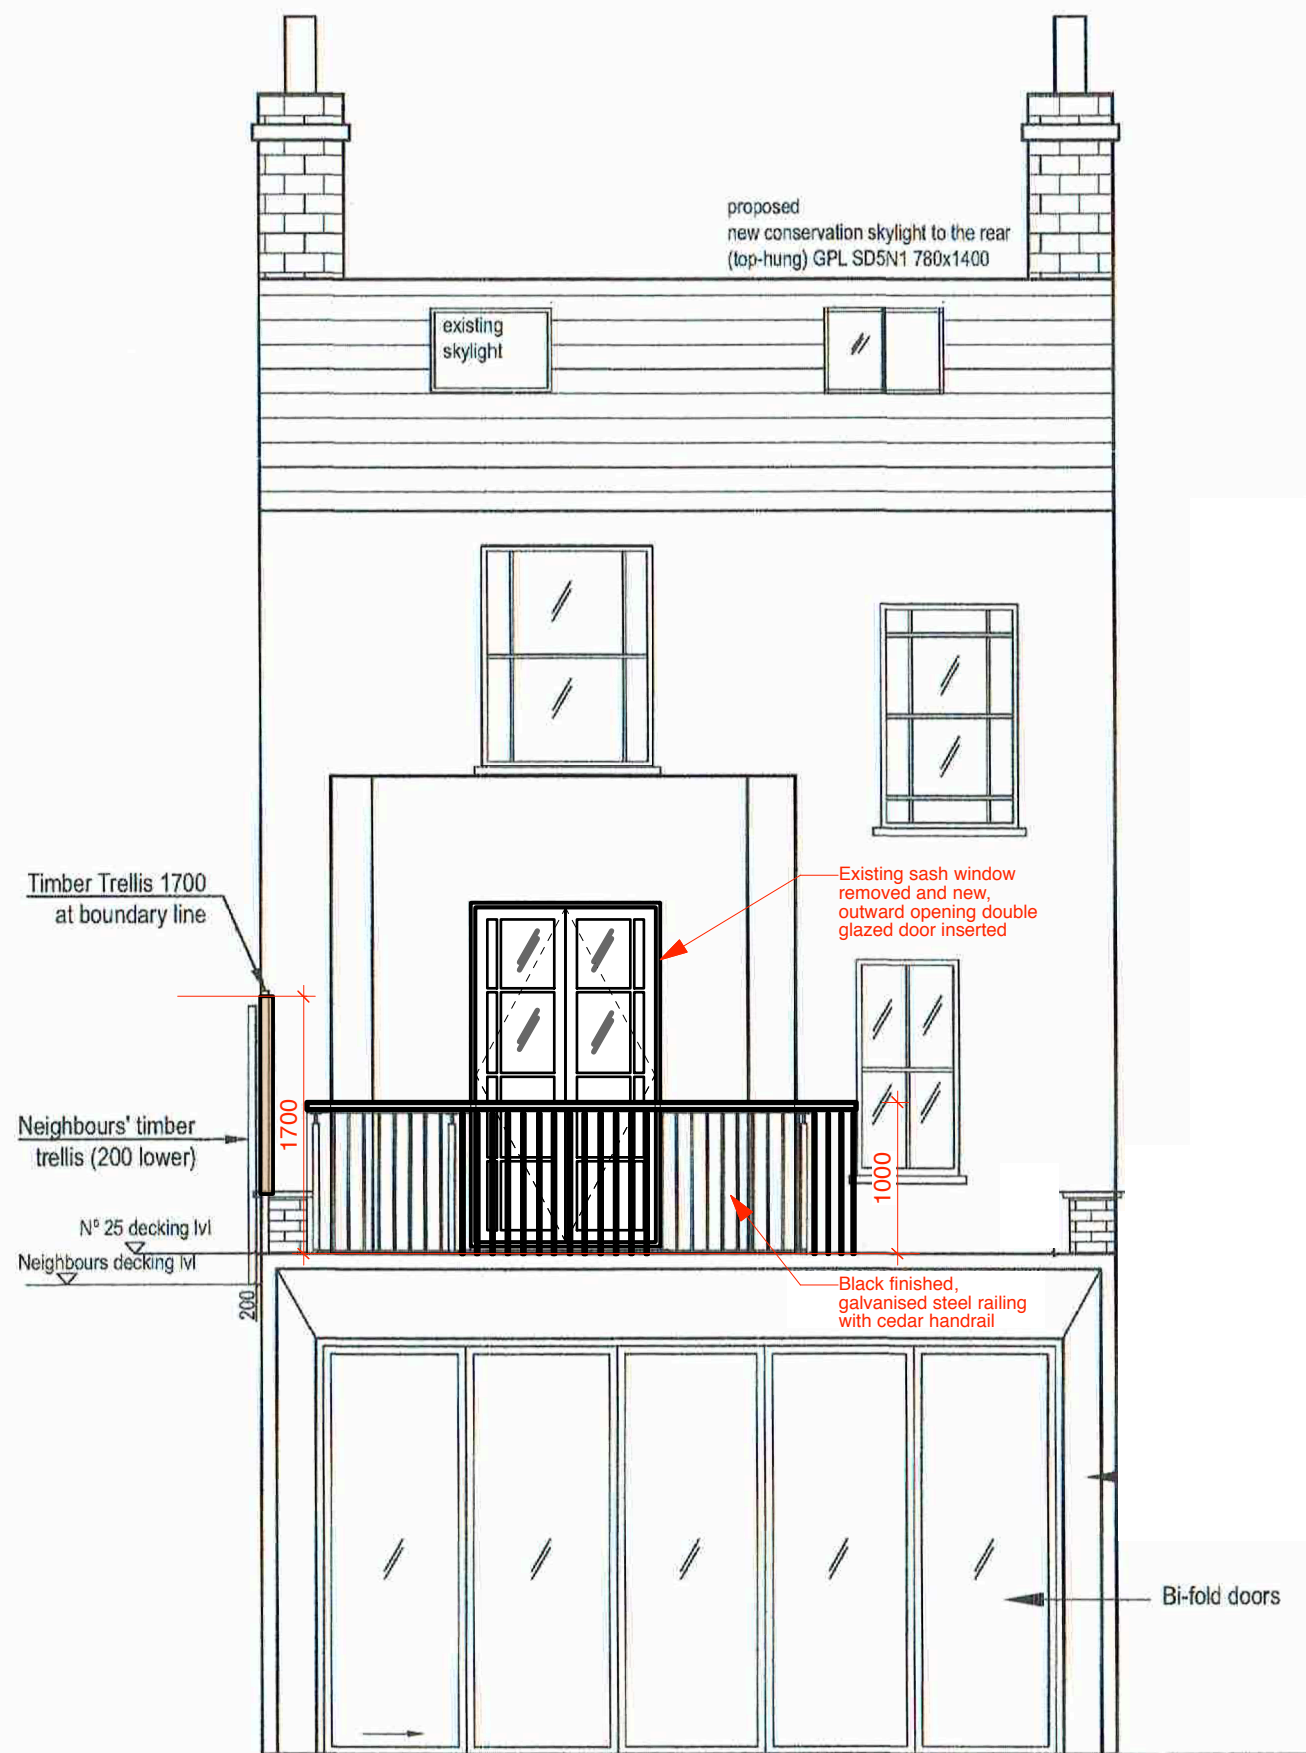 proposed
new conservation skylight to the rear
(top-hung) GPL SD5N1 780x1400
existing
skylight
Existing sash window
removed and new,
outward opening double
glazed door inserted
Timber Trellis 1700
at boundary line
1700
Neighbours' timber
trellis (200 lower)
1000
Nº 25 decking lvl
Neighbours decking lvl
200
Black finished,
galvanised steel railing
with cedar handrail
Bi-fold doors